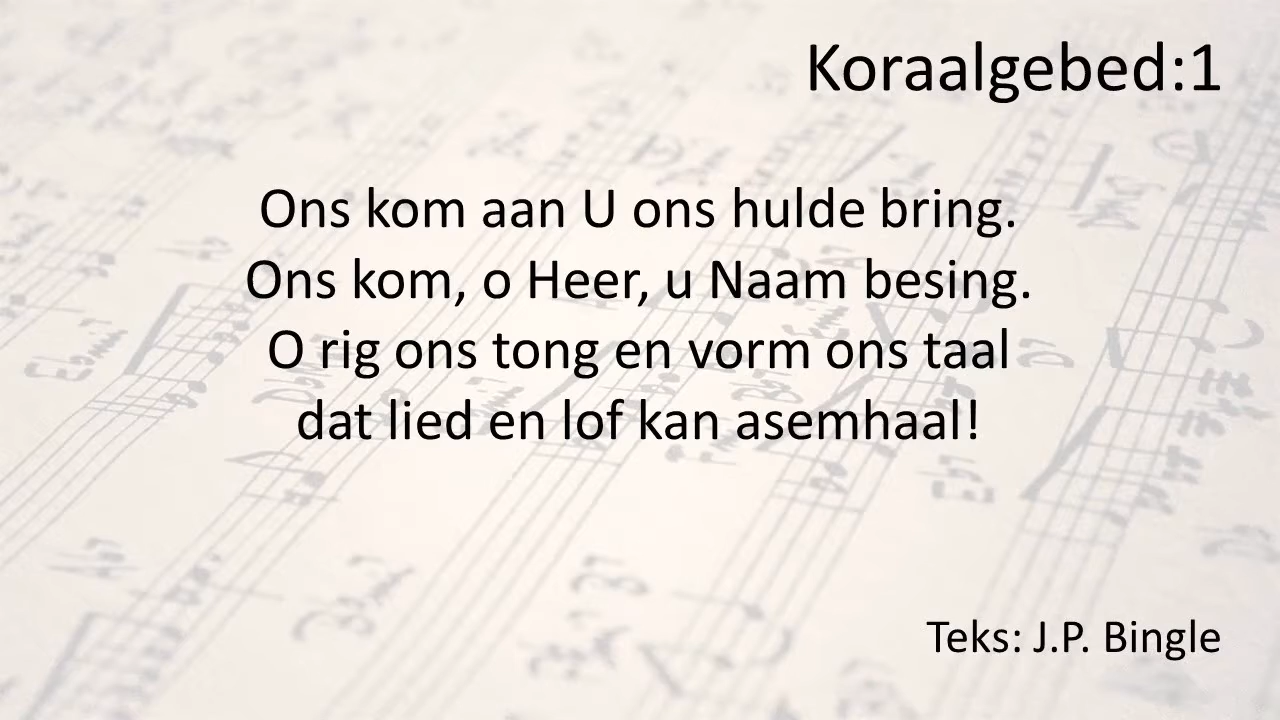 Koraalgebed:1
Ons kom aan U ons hulde bring.
Ons kom, o Heer, u Naam besing.
O rig ons tong en vorm ons taal
dat lied en lof kan asemhaal!
Teks: J.P. Bingle